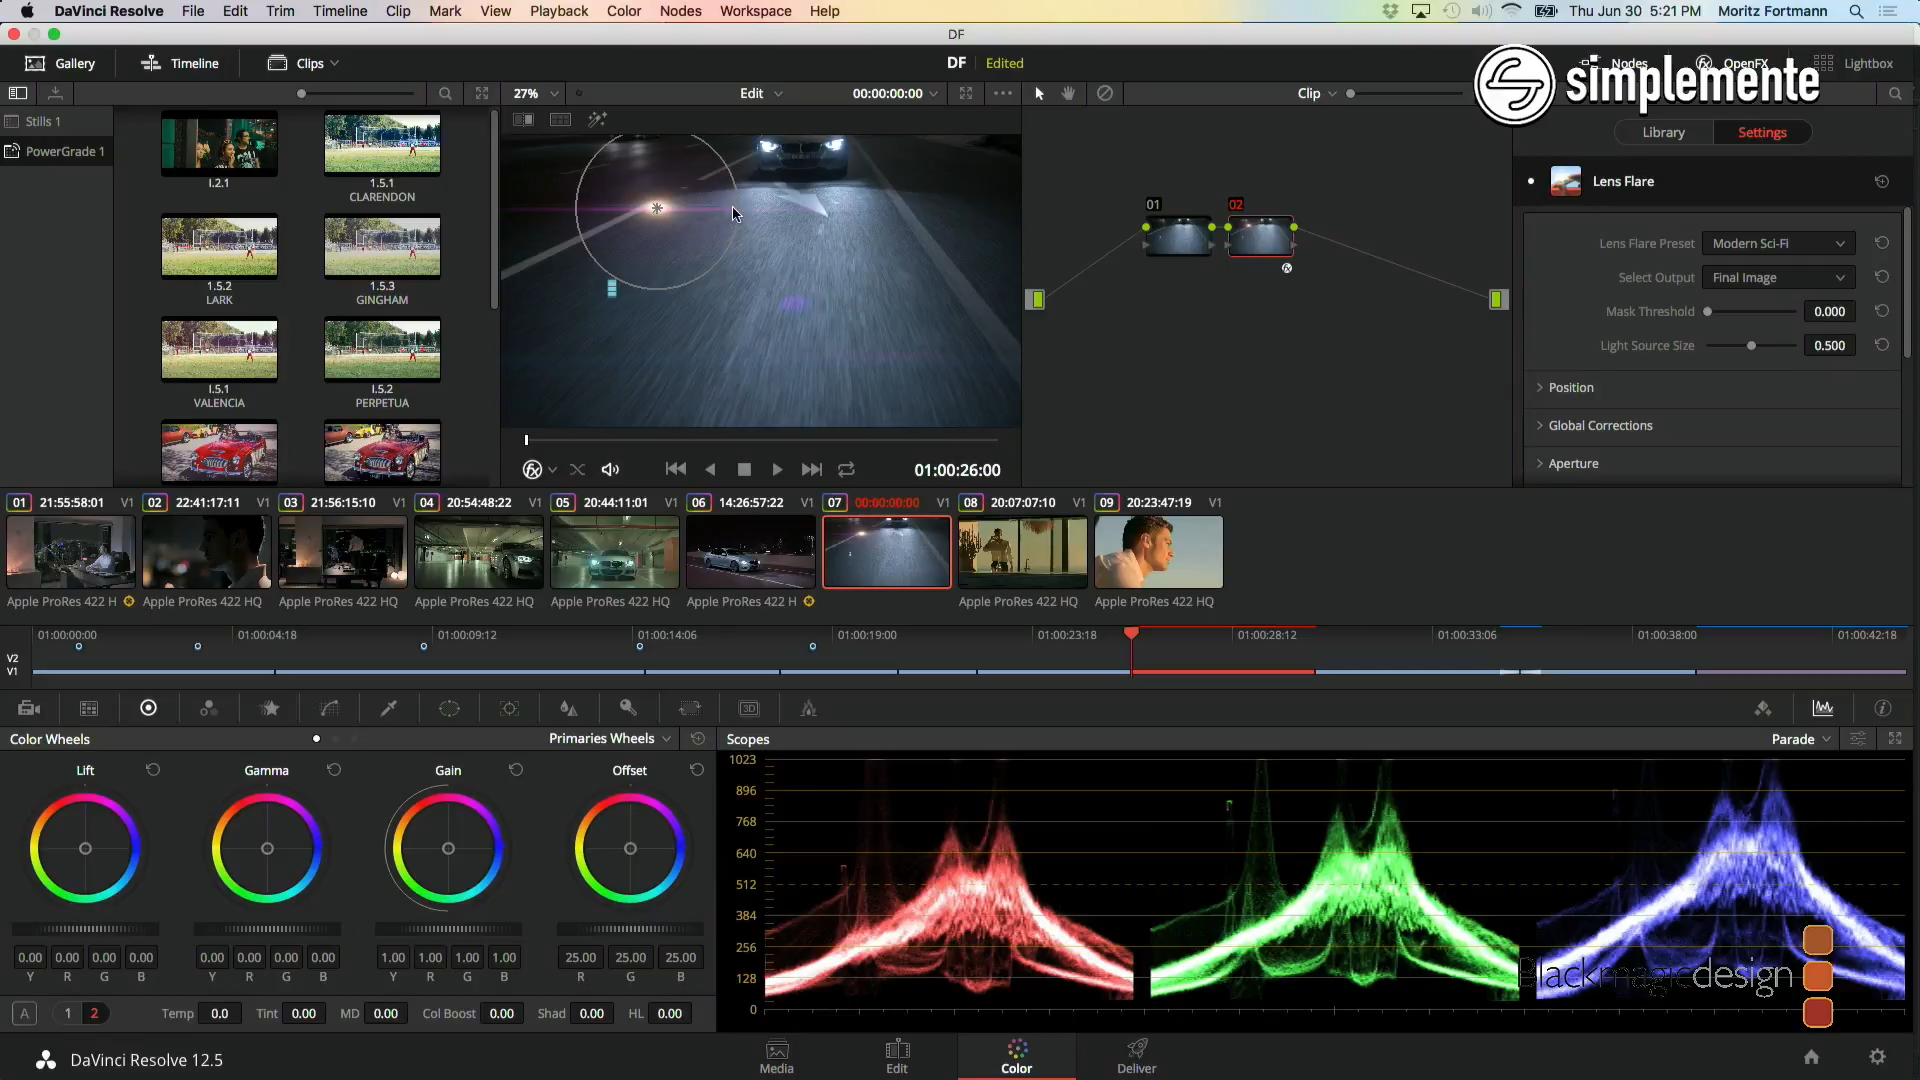 DaVinci Resolve File Edit Trim Timeline Clip Mark View Playback Color Nodes Workspace Help Thu Jun 30 5:21 PM Moritz Fortmann
DF
Gallery Timeline Clips DF Edited Nodes OpenFX Lightbox
simplemente
27% Edit 00:00:00:00 Clip
Stills 1
PowerGrade 1
Library Settings
Lens Flare
1.2.1
1.5.1
CLARENDON
1.5.2
LARK
1.5.3
GINGHAM
1.5.1
VALENCIA
1.5.2
PERPETUA
01 02
Lens Flare Preset Modern Sci-Fi
Select Output Final Image
Mask Threshold 0.000
Light Source Size 0.500
Position
Global Corrections
Aperture
01:00:26:00
01 21:55:58:01 V1 02 22:41:17:11 V1 03 21:56:15:10 V1 04 20:54:48:22 V1 05 20:44:11:01 V1 06 14:26:57:22 V1 07 00:00:00:00 V1 08 20:07:07:10 V1 09 20:23:47:19 V1
Apple ProRes 422 H Apple ProRes 422 HQ Apple ProRes 422 HQ Apple ProRes 422 HQ Apple ProRes 422 HQ Apple ProRes 422 H Apple ProRes 422 HQ Apple ProRes 422 HQ
01:00:00:00 01:00:04:18 01:00:09:12 01:00:14:06 01:00:19:00 01:00:23:18 01:00:28:12 01:00:33:06 01:00:38:00 01:00:42:18
V2
V1
3D
Color Wheels Primaries Wheels Scopes Parade
Lift Gamma Gain Offset
1023
896
768
640
512
384
256
128
0
0.00 0.00 0.00 0.00 0.00 0.00 0.00 0.00 1.00 1.00 1.00 1.00 25.00 25.00 25.00
Y R G B Y R G B Y R G B R G B
Blackmagicdesign
A 1 2 Temp 0.0 Tint 0.00 MD 0.00 Col Boost 0.00 Shad 0.00 HL 0.00
DaVinci Resolve 12.5 Media Edit Color Deliver